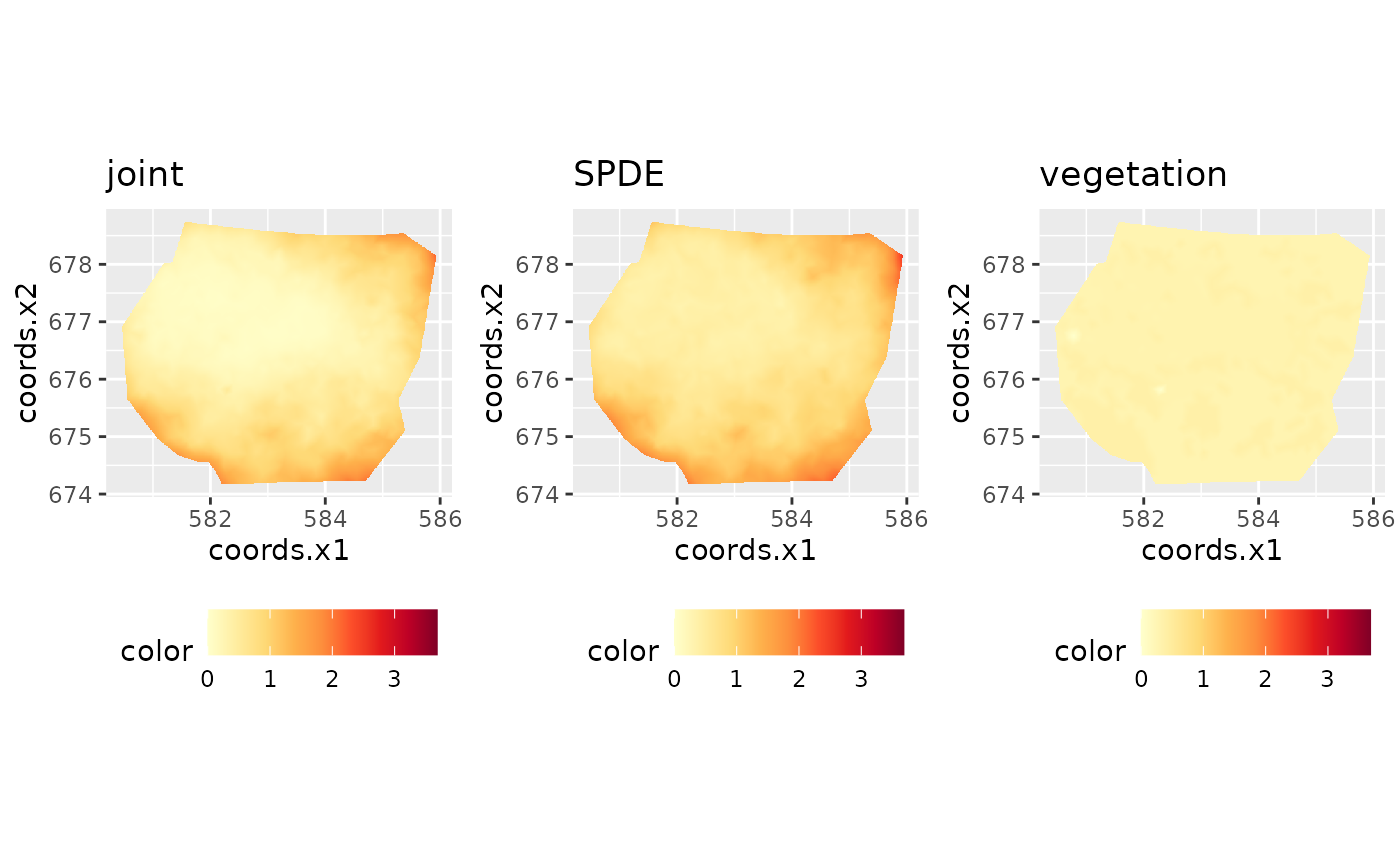 joint SPDE vegetation
678 678 678
677 677 677
676 676 676
675 675 675
674 674 674
coords.x2 coords.x2 coords.x2
582 584 586 582 584 586 582 584 586
coords.x1 coords.x1 coords.x1
color color color
0 1 2 3 0 1 2 3 0 1 2 3